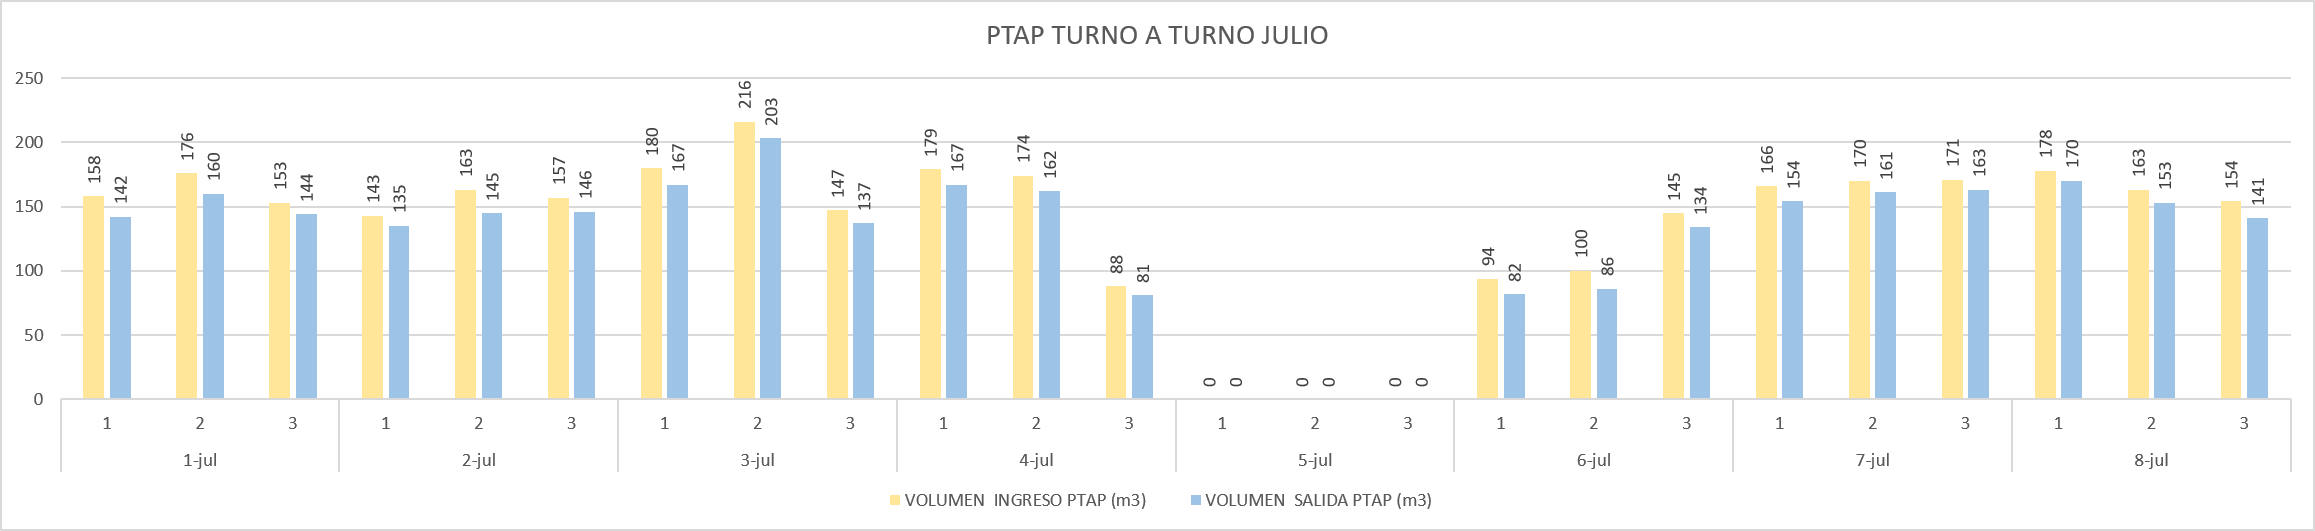 PTAP TURNO A TURNO JULIO
250
200
150
100
50
0
158 142 176 160 153 144 143 135 163 145 157 146 180 167 216 203 147 137 179 167 174 162 88 81 0 0 0 0 0 0 94 82 100 86 145 134 166 154 170 161 171 163 178 170 163 153 154 141
1 2 3 1 2 3 1 2 3 1 2 3 1 2 3 1 2 3 1 2 3 1 2 3
1-jul 2-jul 3-jul 4-jul 5-jul 6-jul 7-jul 8-jul
VOLUMEN  INGRESO PTAP (m3) VOLUMEN  SALIDA PTAP (m3)